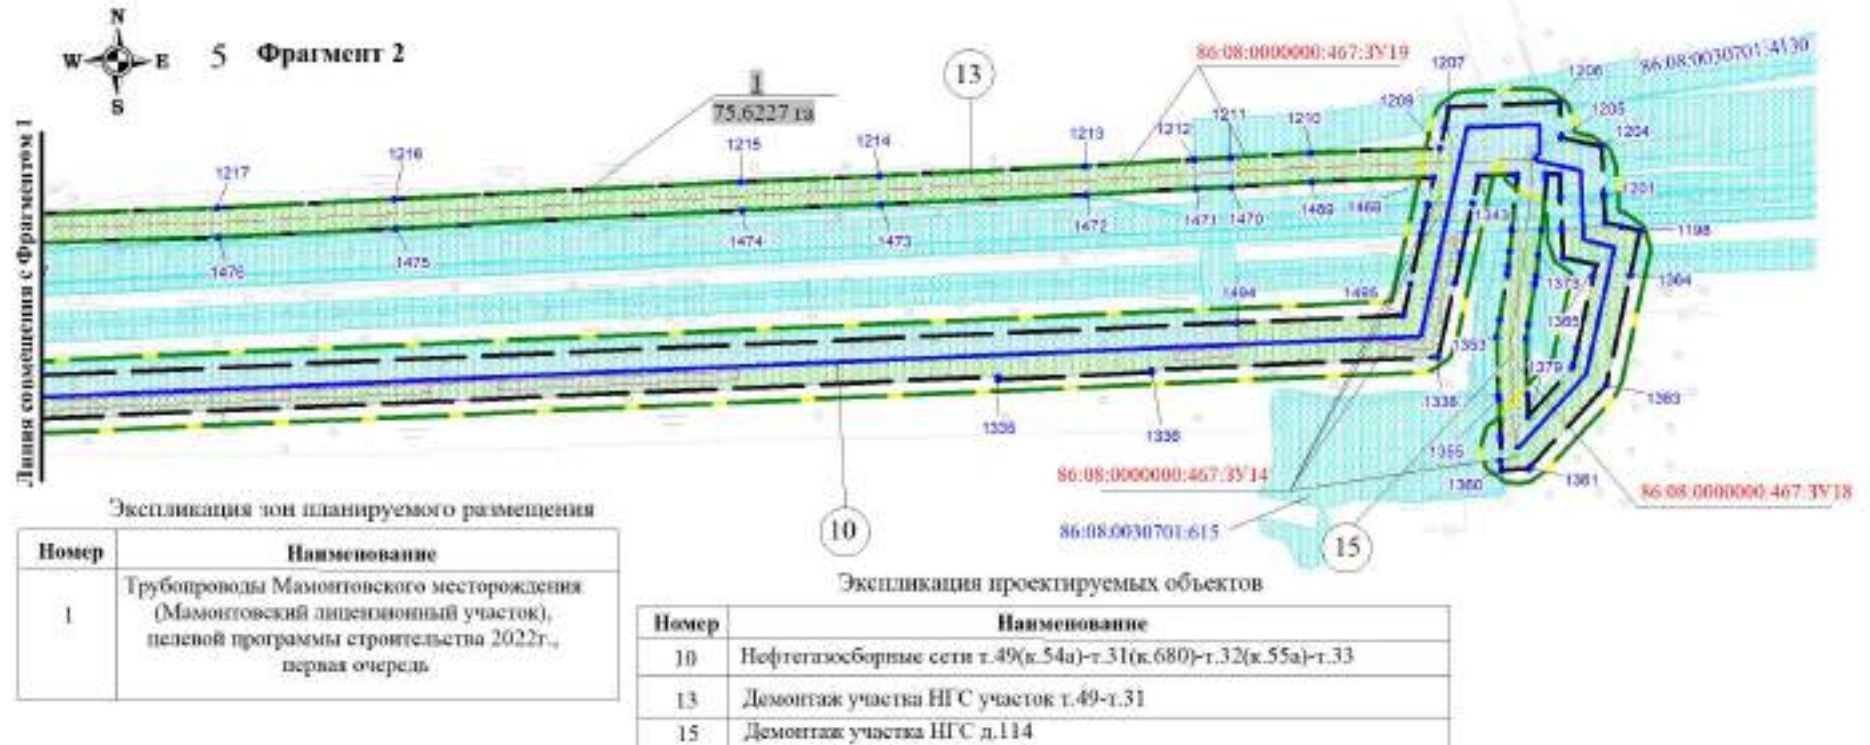 N
W E
S
5 Фрагмент 2
Линия совмещения с Фрагментом 1
1
75.6227 га
13
86:08:0000000:467:ЗУ19
86:08:0030701:4130
1207
1206
1209
1205
1204
1217
1216
1215
1214
1213
1212
1211
1210
1201
1198
1476
1475
1474
1473
1472
1471
1470
1469
1468
1343
1373
1364
1494
1495
1365
1353
1379
1338
1363
1335
1336
1355
1360
1361
86:08:0000000:467:ЗУ14
86:08:0000000:467:ЗУ18
86:08:0030701:615
10
15
Экспликация зон планируемого размещения
Номер Наименование
1 Трубопроводы Мамонтовского месторождения
(Мамонтовский лицензионный участок),
целевой программы строительства 2022г.,
первая очередь
Экспликация проектируемых объектов
Номер Наименование
10 Нефтегазосборные сети т.49(к.54а)-т.31(к.680)-т.32(к.55а)-т.33
13 Демонтаж участка НГС участок т.49-т.31
15 Демонтаж участка НГС д.114